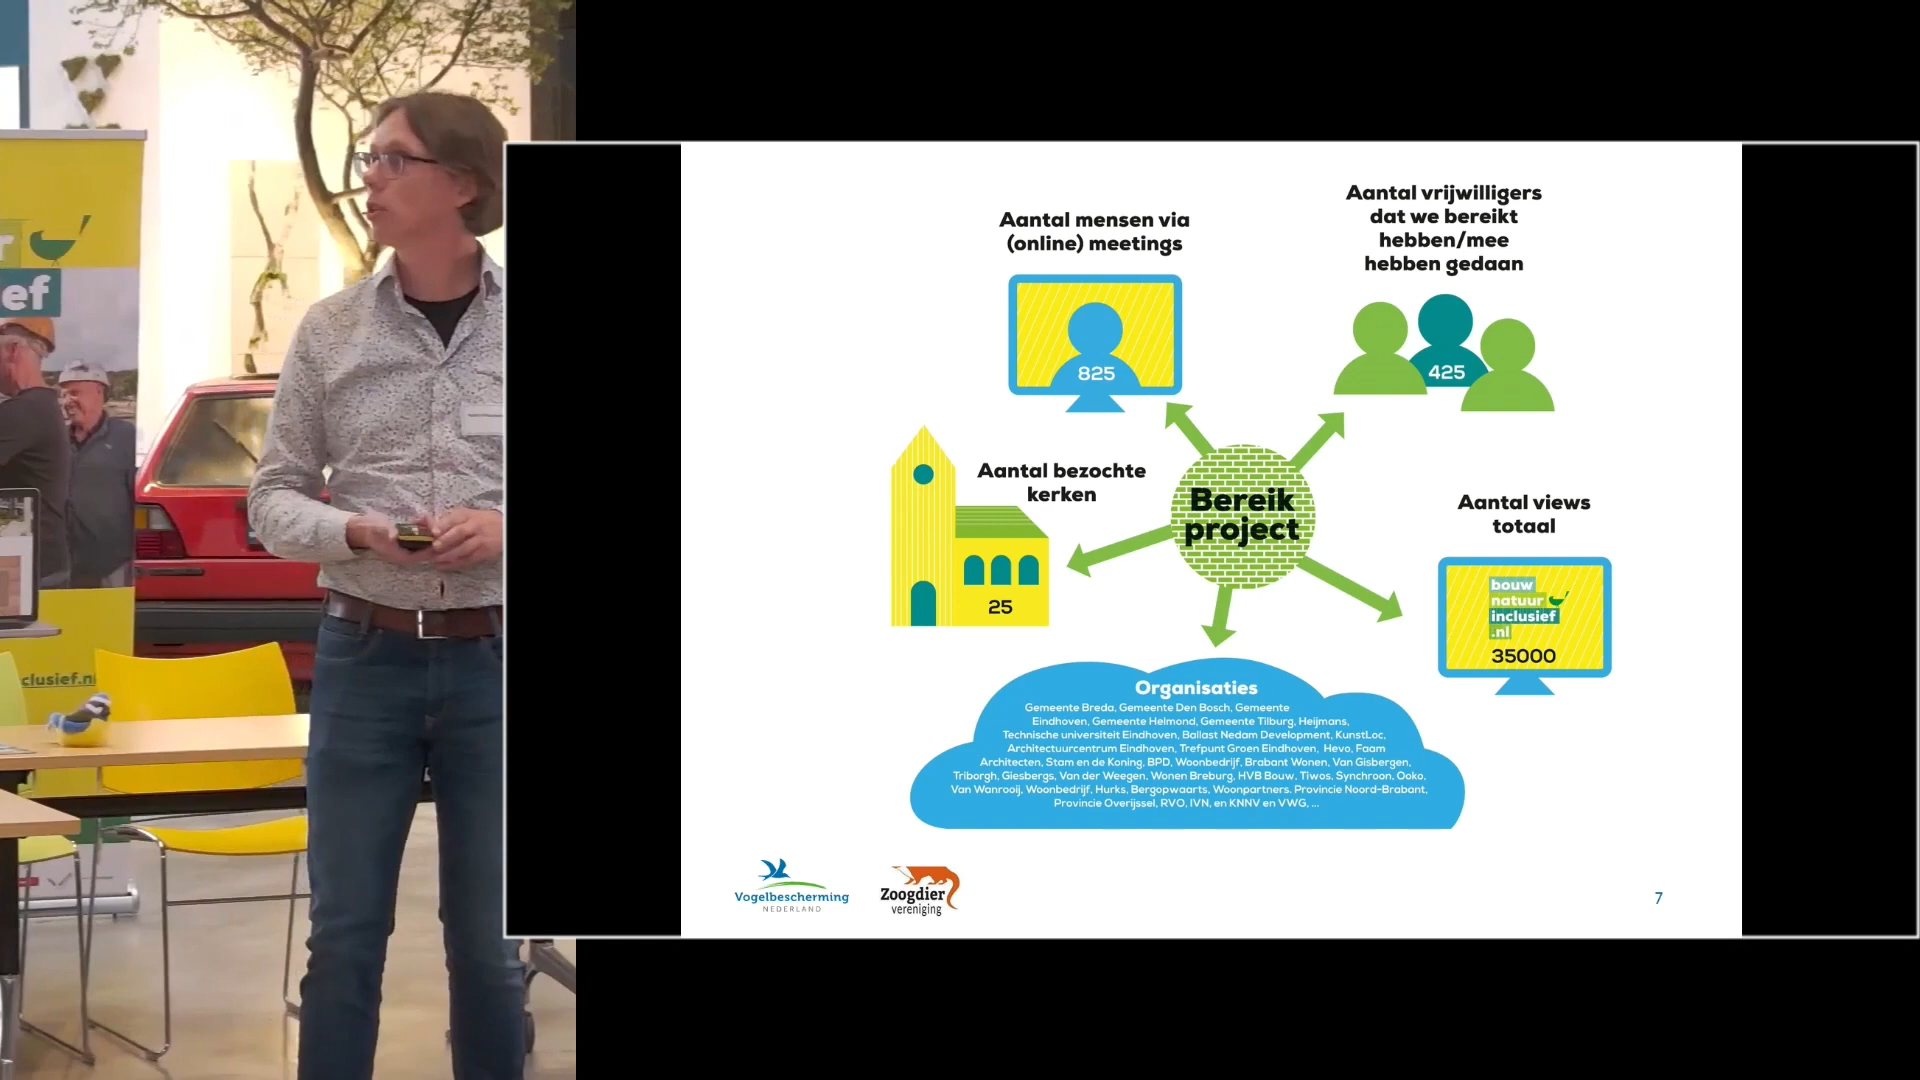 r
ef
clusief.n
Aantal mensen via
(online) meetings
825
Aantal vrijwilligers
dat we bereikt
hebben/mee
hebben gedaan
425
Aantal bezochte
kerken
25
Bereik
project
Aantal views
totaal
bouw
natuur
inclusief
.nl
35000
Organisaties
Gemeente Breda, Gemeente Den Bosch, Gemeente
Eindhoven, Gemeente Helmond, Gemeente Tilburg, Heijmans,
Technische universiteit Eindhoven, Ballast Nedam Development, KunstLoc,
Architectuurcentrum Eindhoven, Trefpunt Groen Eindhoven, Hevo, Faam
Architecten, Stam en de Koning, BPD, Woonbedrijf, Brabant Wonen, Van Gisbergen,
Triborgh, Giesbergs, Van der Weegen, Wonen Breburg, HVB Bouw, Tiwos, Synchroon, Ooko,
Van Wanrooij, Woonbedrijf, Hurks, Bergopwaarts, Woonpartners. Provincie Noord-Brabant,
Provincie Overijssel, RVO, IVN, en KNNV en VWG, ...
Vogelbescherming
NEDERLAND
Zoogdier
vereniging
7